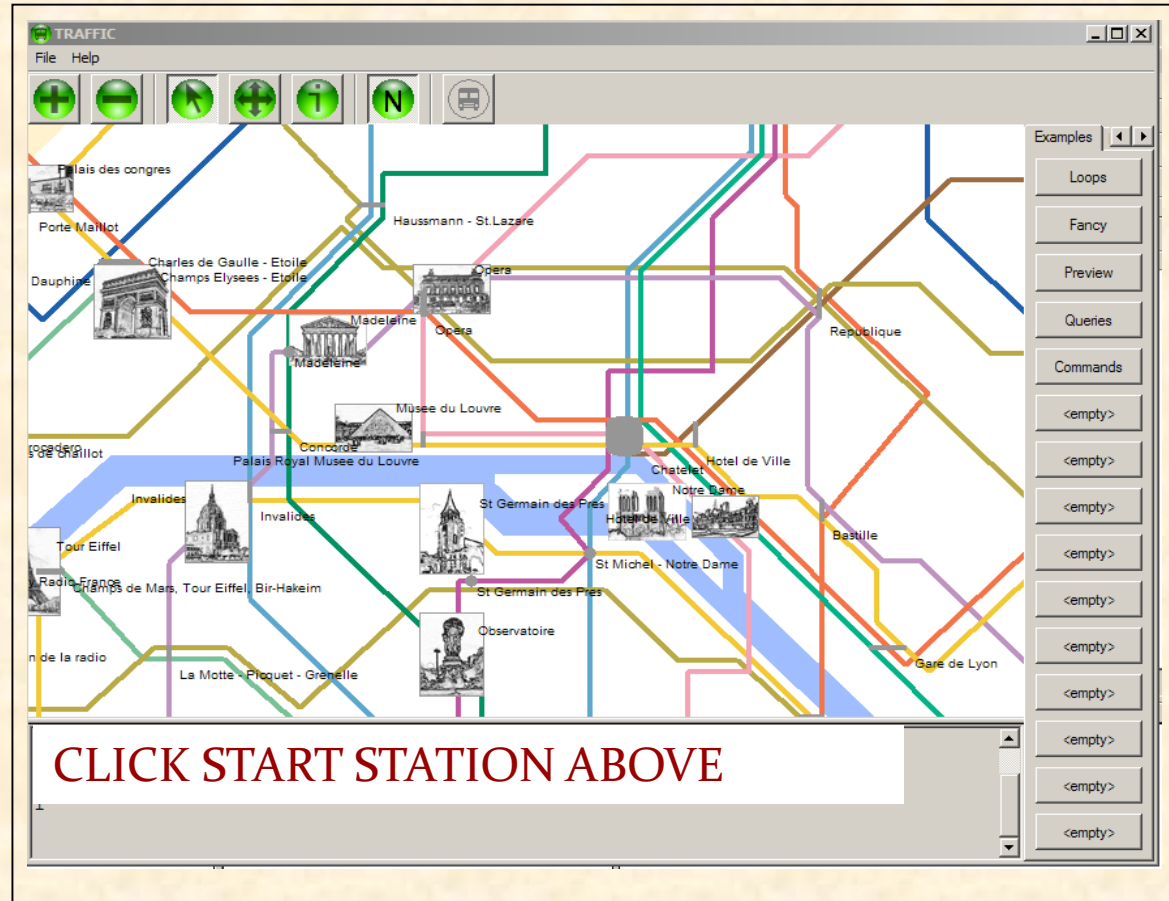 TRAFFIC
File Help
N
Examples
Loops
Fancy
Preview
Queries
Commands
<empty>
<empty>
<empty>
<empty>
<empty>
<empty>
<empty>
<empty>
<empty>
<empty>
Palais des congres
Porte Maillot
Haussmann - St.Lazare
Charles de Gaulle - Etoile
Dauphine
Champs Elysees - Etoile
Opera
Madeleine
Opera
Republique
Madeleine
Musee du Louvre
Concorde
Palais Royal Musee du Louvre
Hotel de Ville
Chatelet
Invalides
St Germain des Pres
Notre Dame
Invalides
Hotel de Ville
Bastille
Tour Eiffel
St Michel - Notre Dame
Radio France
Champs de Mars, Tour Eiffel, Bir-Hakeim
St Germain des Pres
Observatoire
de la radio
La Motte - Picquet - Grenelle
Gare de Lyon
CLICK START STATION ABOVE